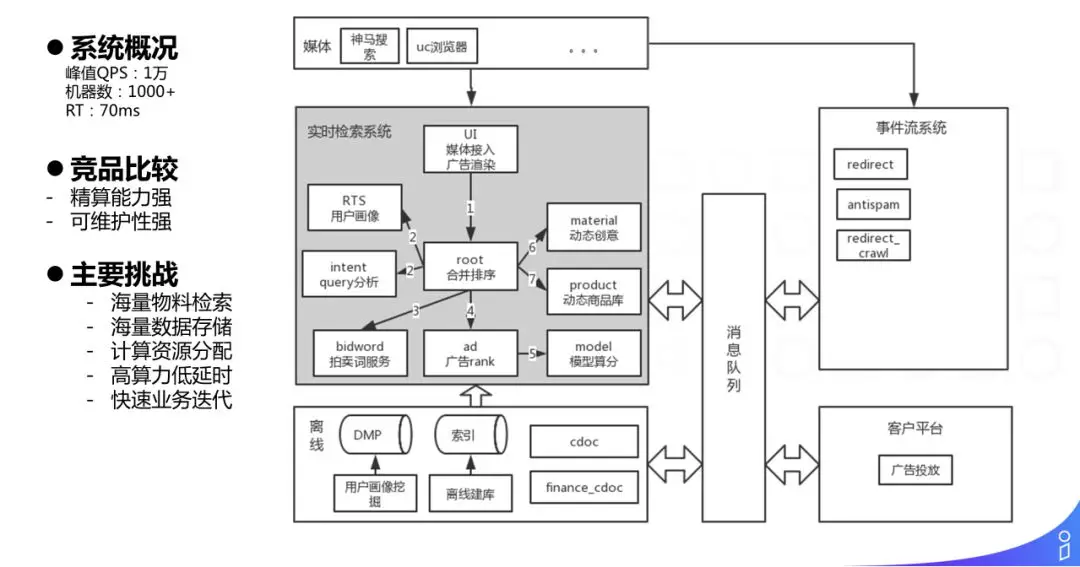 ● 系统概况
峰值QPS：1万
机器数：1000+
RT：70ms
● 竞品比较
- 精算能力强
- 可维护性强
● 主要挑战
- 海量物料检索
- 海量数据存储
- 计算资源分配
- 高算力低延时
- 快速业务迭代
媒体
神马搜
索
uc浏览器
. . .
实时检索系统
UI
媒体接入
广告渲染
1
RTS
用户画像
2
root
合并排序
intent
query分析
2
material
动态创意
6
product
动态商品库
7
3
4
bidword
拍卖词服务
ad
广告rank
5
model
模型算分
离
线
DMP
索引
用户画像挖
掘
离线建库
cdoc
finance_cdoc
消
息
队
列
事件流系统
redirect
antispam
redirect_
crawl
客户平台
广告投放